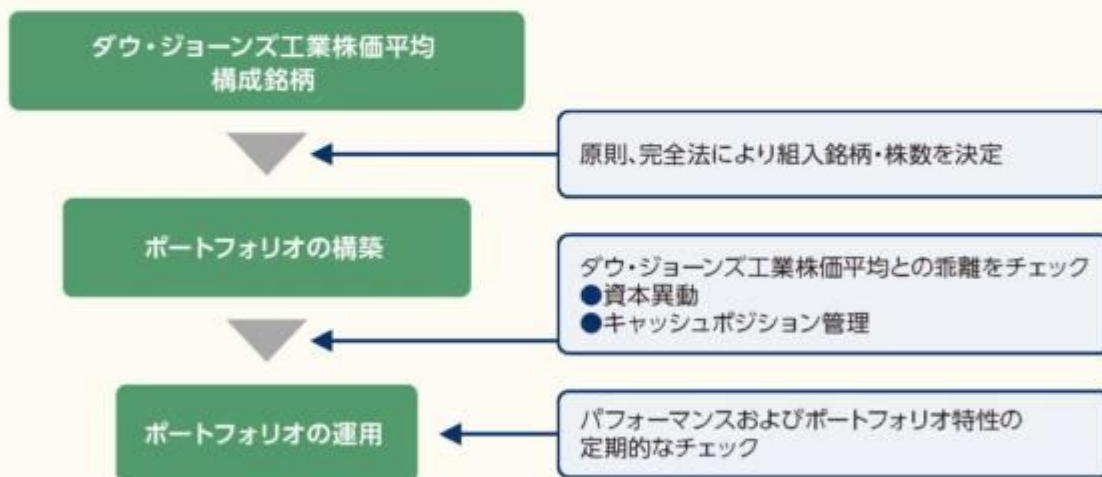 ダウ・ジョーンズ工業株価平均
構成銘柄
原則、完全法により組入銘柄・株数を決定
ポートフォリオの構築
ダウ・ジョーンズ工業株価平均との乖離をチェック
●資本異動
●キャッシュポジション管理
ポートフォリオの運用
パフォーマンスおよびポートフォリオ特性の
定期的なチェック